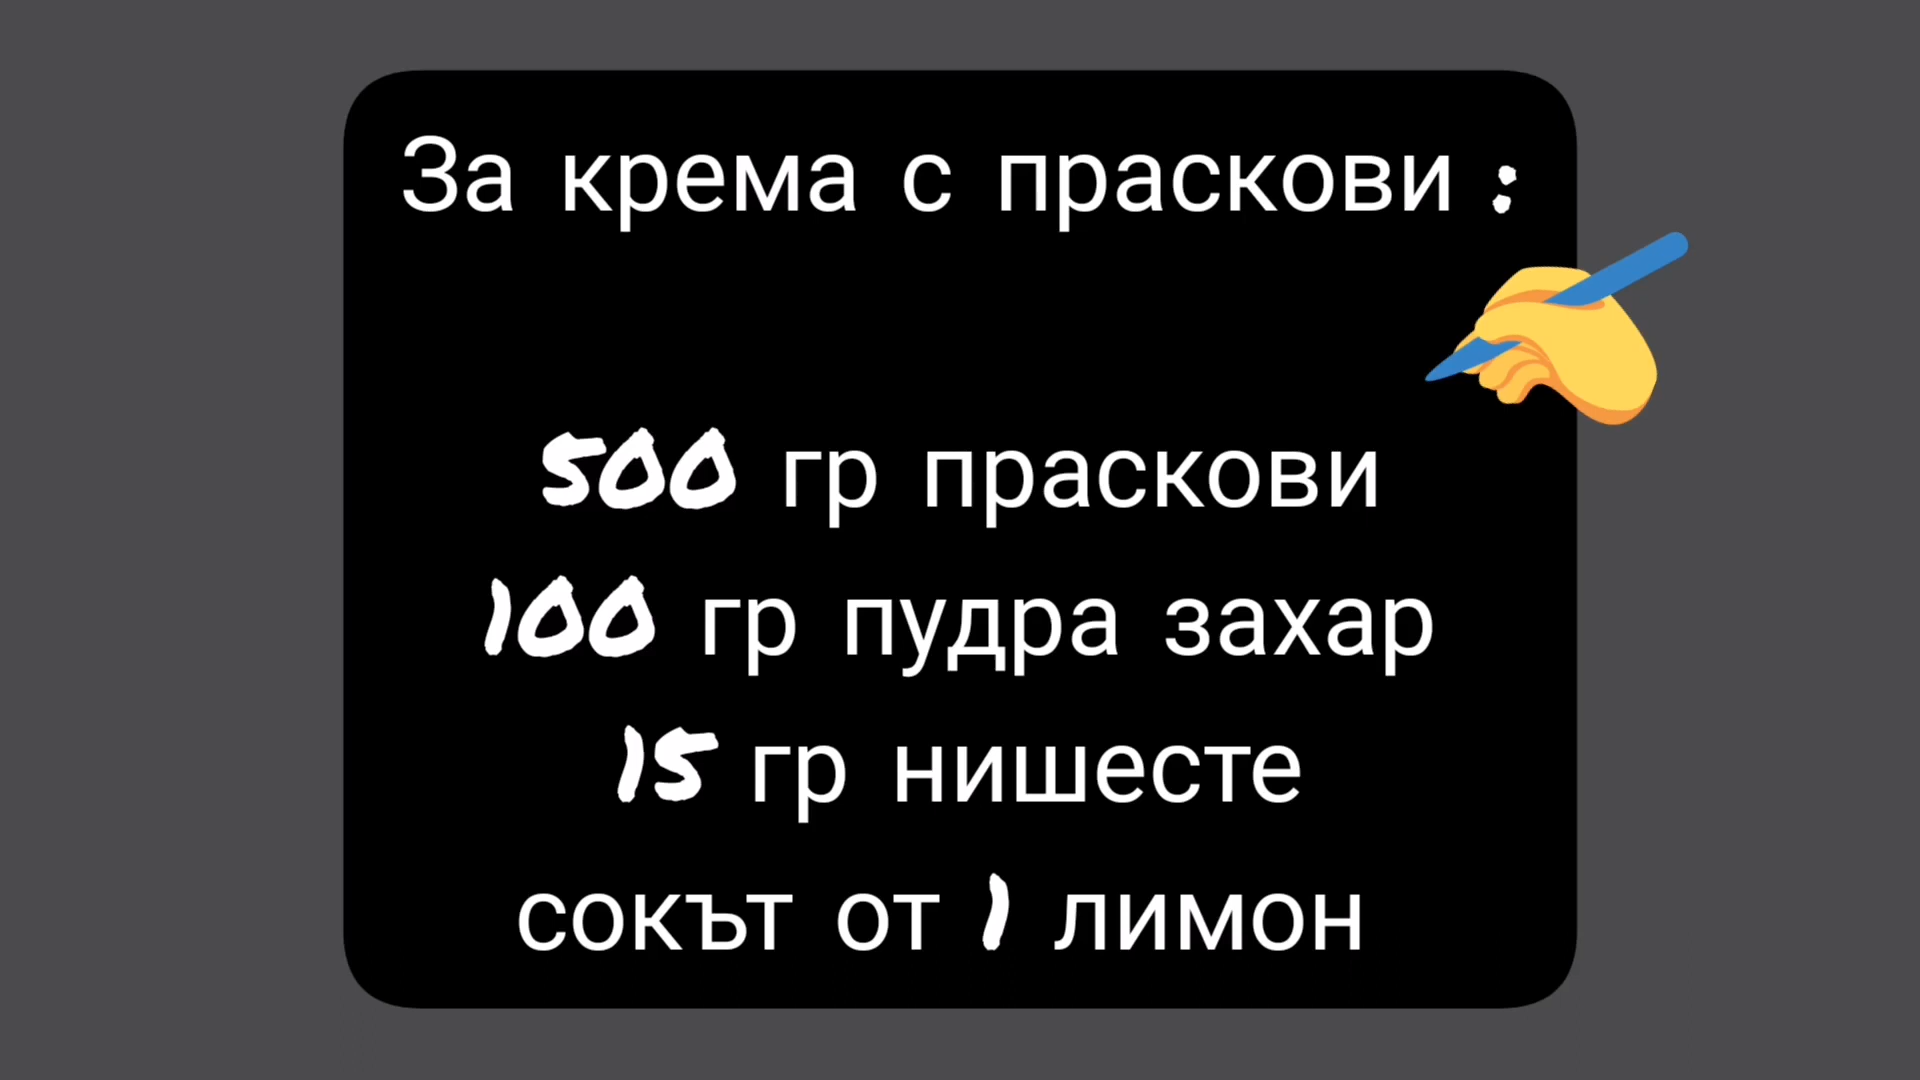 За крема с праскови :
500 гр праскови
100 гр пудра захар
15 гр нишесте
сокът от 1 лимон